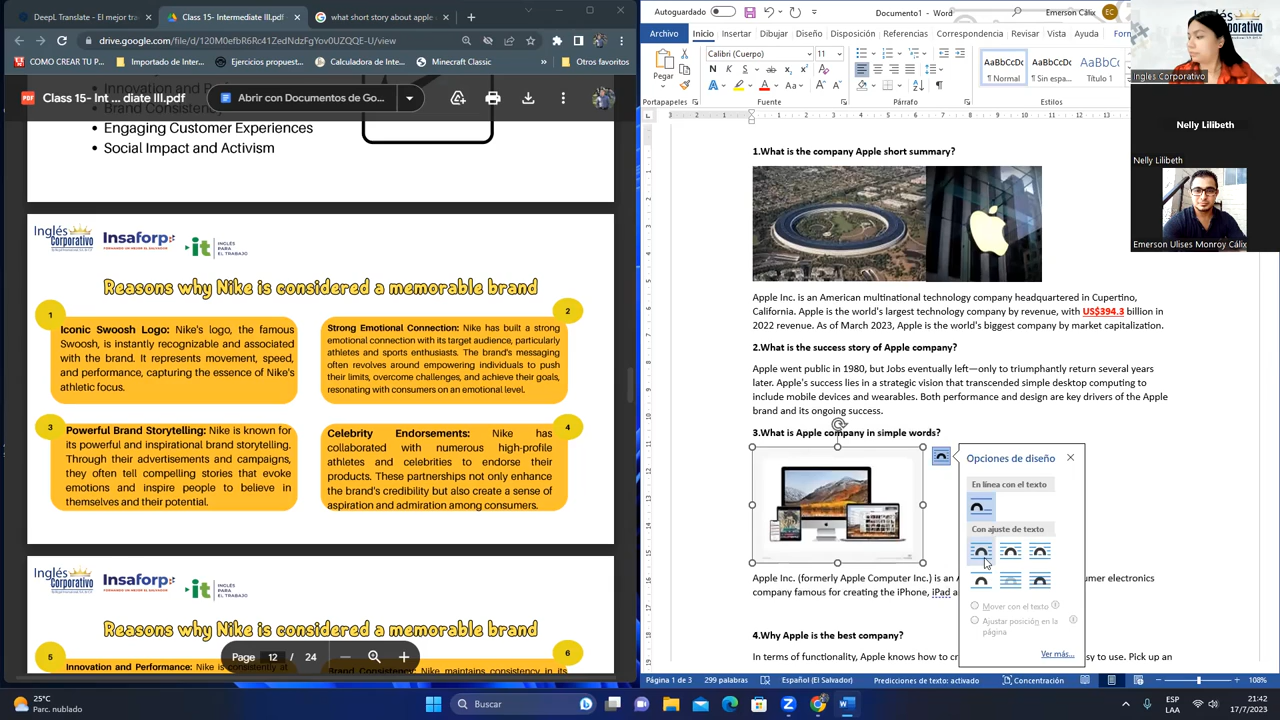 Deeplab - Translate
Class 15- Intermediate III
what short story about apple
drive.google.com/file/d/120M0efbR68s41ZedNdzFgYov0UZQQE-U/view
Importar de
Ejercicio propuest
Otros favoritos
Class 15- Int ... diate III.pdf
Abrir con Documentos de Go...
Brand Consistency
Engaging Customer Experiences
Social Impact and Activism
Inglés Corporativo
Insaforp
it INGLÉS PARA EL TRABAJO
Reasons why Nike is considered a memorable brand
1
Iconic Swoosh Logo: Nike's logo, the famous
Swoosh, is instantly recognizable and associated
with the brand. It represents movement, speed,
and performance, capturing the essence of Nike's
athletic focus.
2
Strong Emotional Connection: Nike has built a strong
emotional connection with its target audience, particularly
athletes and sports enthusiasts. The brand's messaging
often revolves around empowering individuals to push
their limits, overcome challenges, and achieve their goals,
resonating with consumers on an emotional level.
3
Powerful Brand Storytelling: Nike is known for
its powerful and inspirational brand storytelling.
Through their advertisements and campaigns,
they often tell compelling stories that evoke
emotions and inspire people to believe in
themselves and their potential.
4
Celebrity Endorsements: Nike has
collaborated with numerous high-profile
athletes and celebrities to endorse their
products. These partnerships not only enhance
the brand's credibility but also create a sense of
aspiration and admiration among consumers.
Inglés Corporativo
Insaforp
it INGLÉS PARA EL TRABAJO
Reasons why Nike is considered a memorable brand
5
6
Page 12 / 24
Autoguardado
Documento1 - Word
Emerson Cálix
EC
Archivo Inicio Insertar Dibujar Diseño Disposición Referencias Correspondencia Revisar Vista Ayuda
Calibri (Cuerpo)
11
Pegar
AaBbCcDc
¶ Normal
AaBbCcDc
¶ Sin espa...
AaBbCc
Título 1
Portapapeles
Fuente
Párrafo
Estilos
1.What is the company Apple short summary?
Apple Inc. is an American multinational technology company headquartered in Cupertino,
California. Apple is the world's largest technology company by revenue, with US$394.3 billion in
2022 revenue. As of March 2023, Apple is the world's biggest company by market capitalization.
2.What is the success story of Apple company?
Apple went public in 1980, but Jobs eventually left—only to triumphantly return several years
later. Apple's success lies in a strategic vision that transcended simple desktop computing to
include mobile devices and wearables. Both performance and design are key drivers of the Apple
brand and its ongoing success.
3.What is Apple company in simple words?
Opciones de diseño
En línea con el texto
Con ajuste de texto
Mover con el texto
Ajustar posición en la
página
Ver más...
Apple Inc. (formerly Apple Computer Inc.) is an
company famous for creating the iPhone, iPad
4.Why Apple is the best company?
In terms of functionality, Apple knows how to
to use. Pick up an
Inglés Corporativo
Nelly Lilibeth
Nelly Lilibeth
Emerson Ulises Monroy Cálix
Página 1 de 3
299 palabras
Español (El Salvador)
Predicciones de texto: activado
Concentración
108%
25°C
Parc. nublado
Buscar
ESP
LAA
21:42
17/7/2023